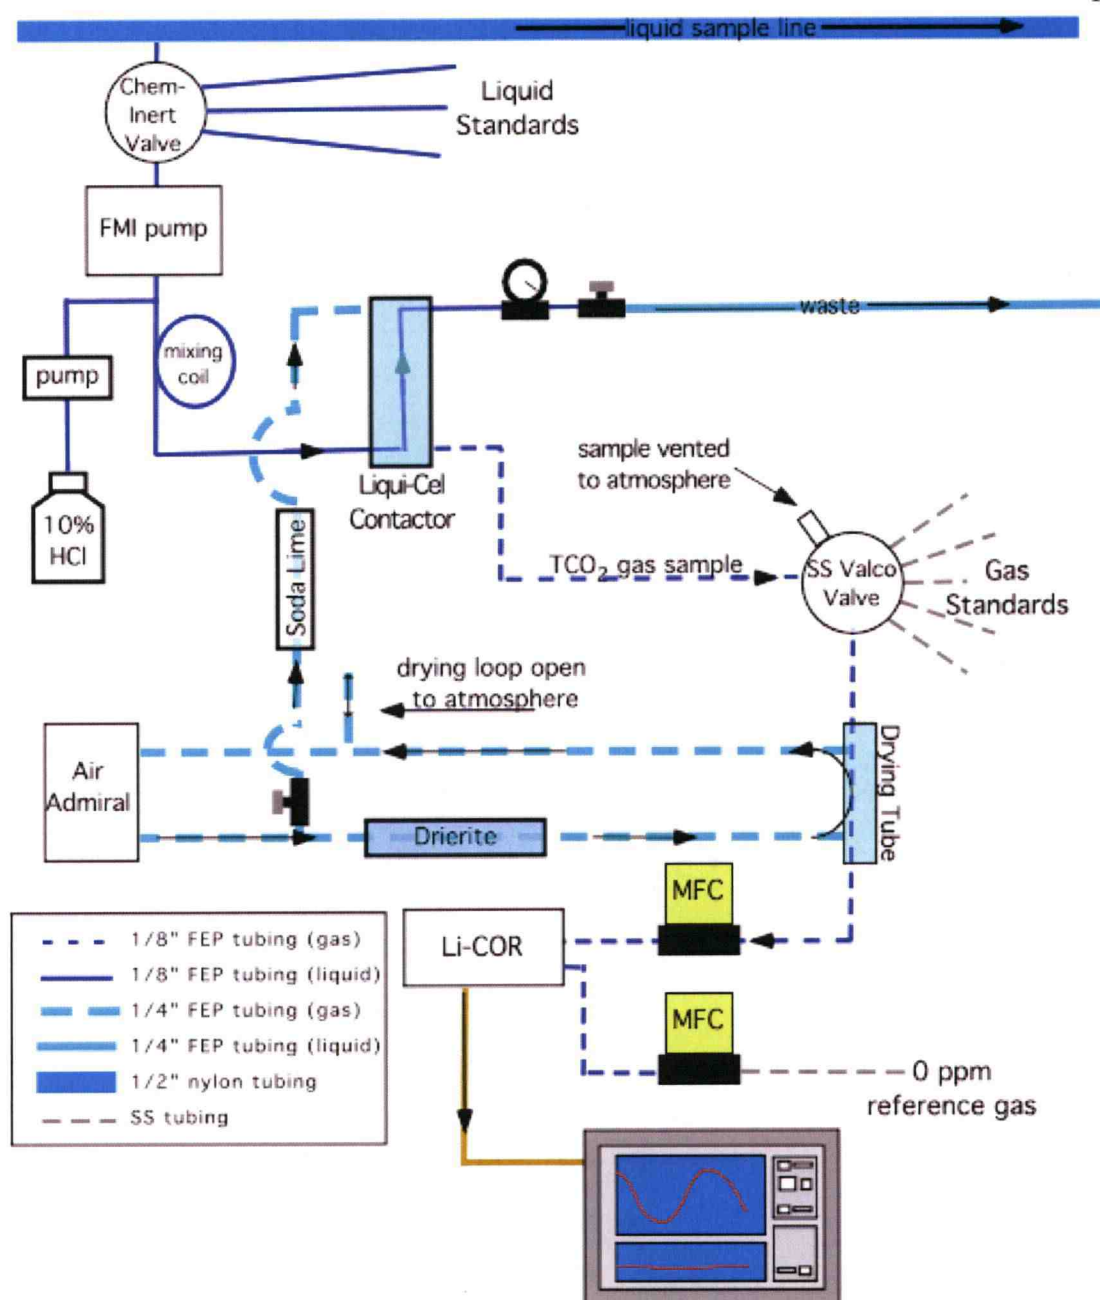 liquid sample line
Chem-
Inert
Valve
Liquid
Standards
FMI pump
waste
mixing
coil
pump
sample vented
to atmosphere
Liqui-Cel
Contactor
10%
HCl
Soda Lime
TCO₂ gas sample
SS Valco
Valve
Gas
Standards
drying loop open
to atmosphere
Air
Admiral
Drying Tube
Drierite
MFC
Li-COR
MFC
0 ppm
reference gas
1/8" FEP tubing (gas)
1/8" FEP tubing (liquid)
1/4" FEP tubing (gas)
1/4" FEP tubing (liquid)
1/2" nylon tubing
SS tubing